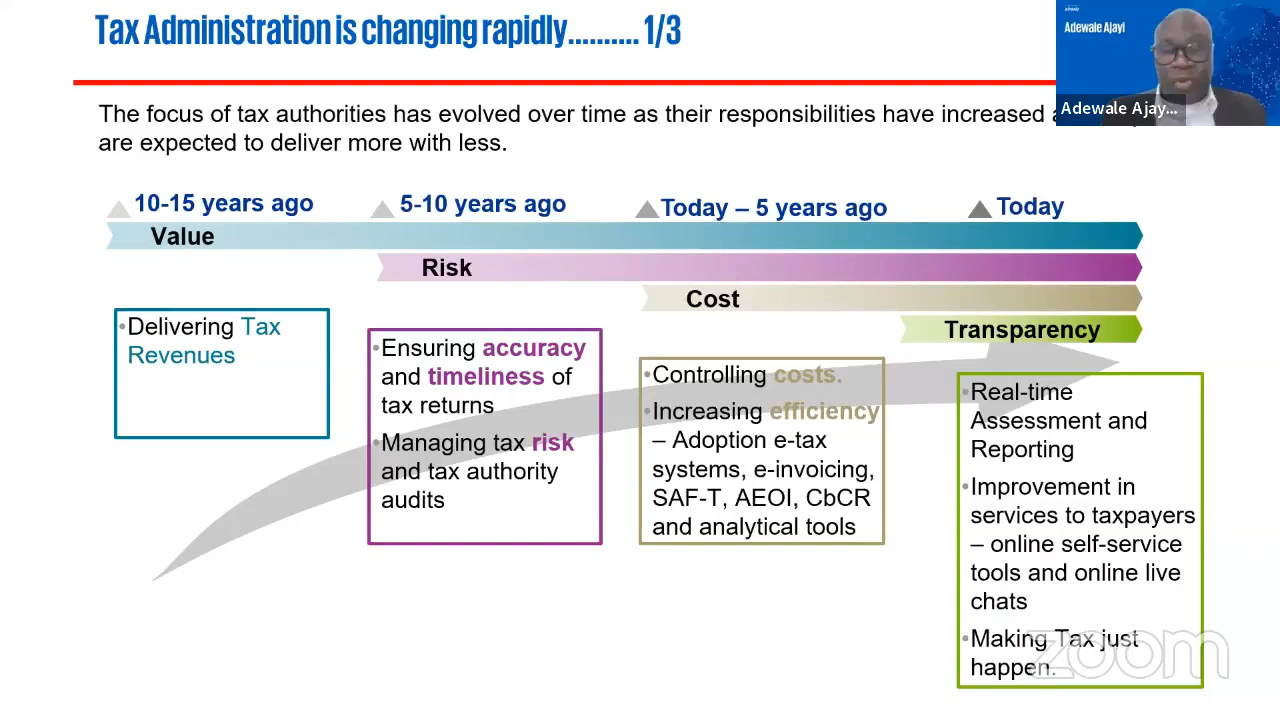 Tax Administration is changing rapidly.......... 1/3
KPMG
Adewale Ajayi
Adewale Ajay...
The focus of tax authorities has evolved over time as their responsibilities have increased
are expected to deliver more with less.
10-15 years ago
5-10 years ago
Today – 5 years ago
Today
Value
Risk
Cost
Transparency
•Delivering Tax
Revenues
•Ensuring accuracy
and timeliness of
tax returns
•Managing tax risk
and tax authority
audits
•Controlling costs.
•Increasing efficiency
– Adoption e-tax
systems, e-invoicing,
SAF-T, AEOI, CbCR
and analytical tools
•Real-time
Assessment and
Reporting
•Improvement in
services to taxpayers
– online self-service
tools and online live
chats
•Making Tax just
happen.
zoom